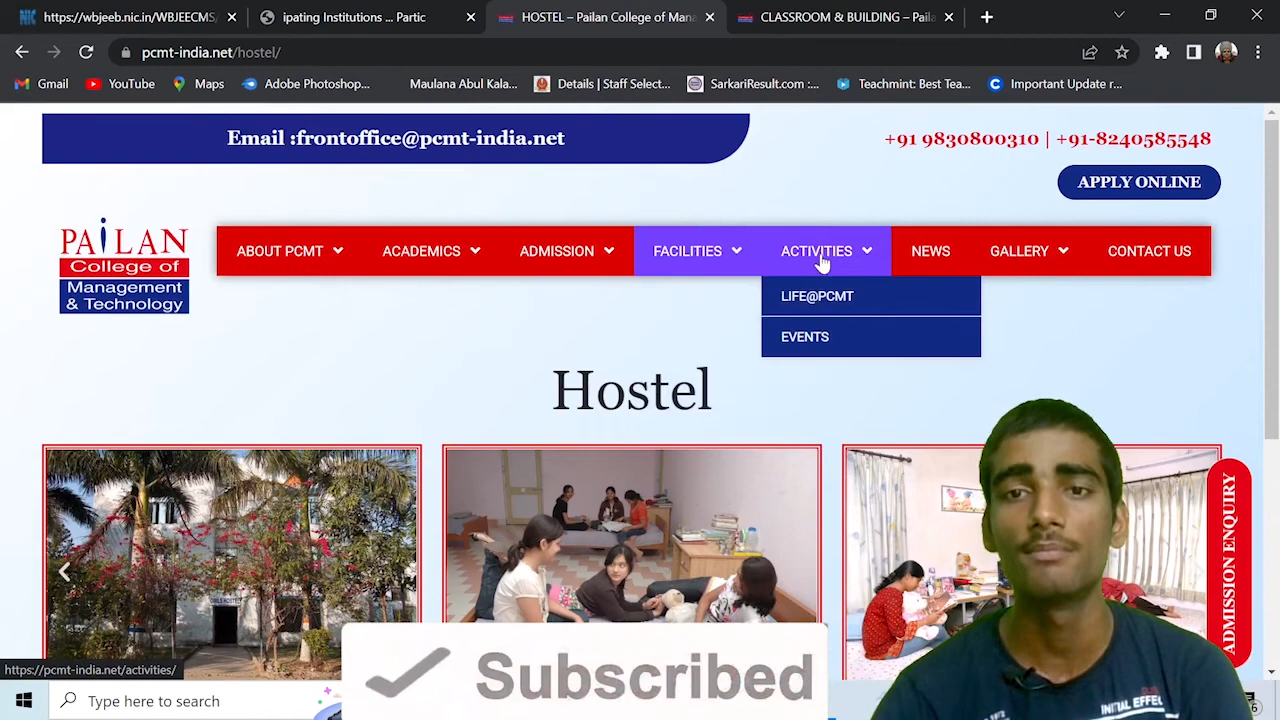 https://wbjeeb.nic.in/WBJEECMS/
ipating Institutions ... Partic
HOSTEL – Pailan College of Mana
CLASSROOM & BUILDING – Paila
pcmt-india.net/hostel/
Gmail
YouTube
Maps
Adobe Photoshop...
Maulana Abul Kala...
Details | Staff Select...
SarkariResult.com :...
Teachmint: Best Tea...
Important Update r...
Email :frontoffice@pcmt-india.net
+91 9830800310 | +91-8240585548
APPLY ONLINE
PAiLAN
College of
Management
& Technology
ABOUT PCMT
ACADEMICS
ADMISSION
FACILITIES
ACTIVITIES
NEWS
GALLERY
CONTACT US
LIFE@PCMT
EVENTS
Hostel
ADMISSION ENQUIRY
https://pcmt-india.net/activities/
Subscribed
Type here to search
INITIAL EFFEC